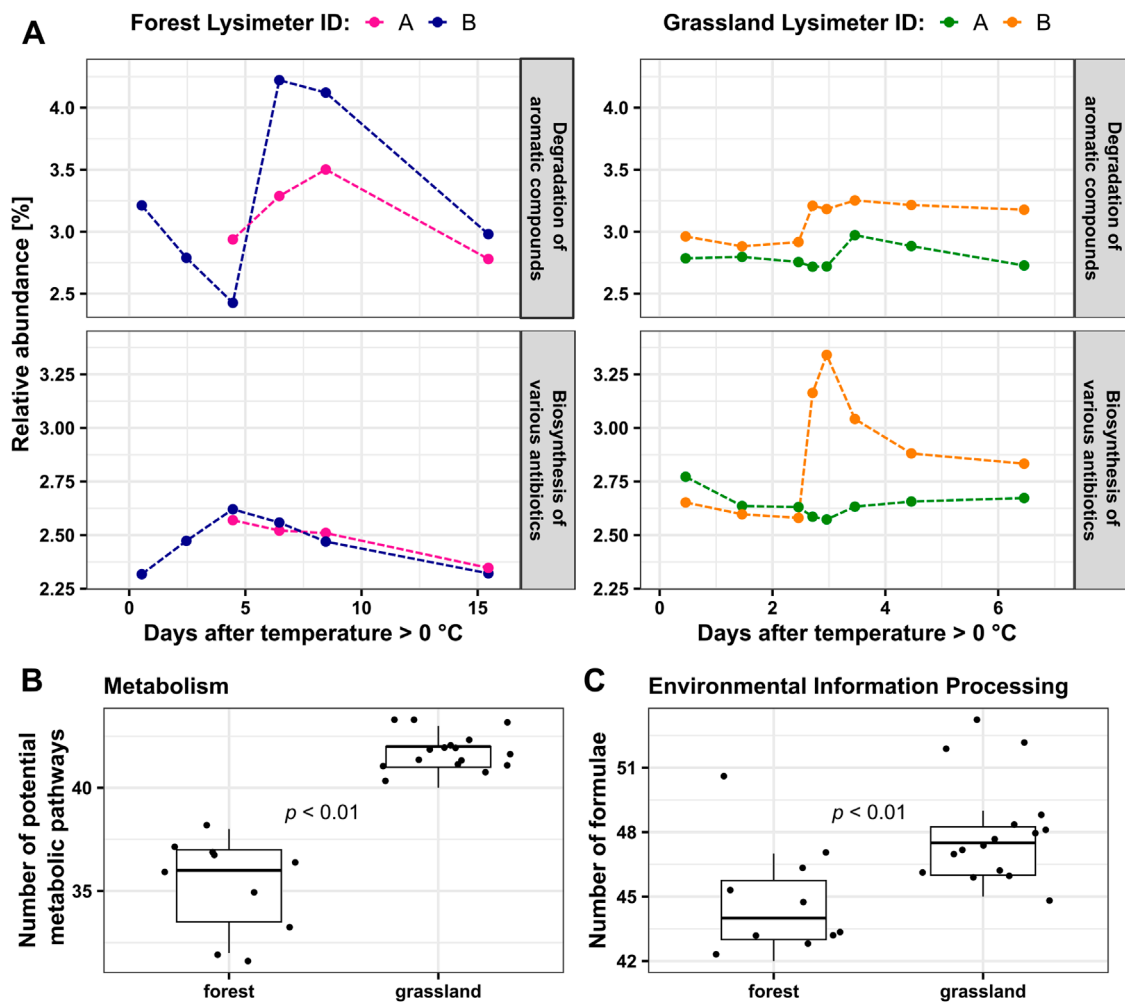 A
Forest Lysimeter ID: A B
Grassland Lysimeter ID: A B
Relative abundance [%]
4.0
3.5
3.0
2.5
Degradation of
aromatic compounds
4.0
3.5
3.0
2.5
Degradation of
aromatic compounds
3.25
3.00
2.75
2.50
2.25
Biosynthesis of
various antibiotics
3.25
3.00
2.75
2.50
2.25
Biosynthesis of
various antibiotics
0 5 10 15
Days after temperature > 0 °C
0 2 4 6
Days after temperature > 0 °C
B
Metabolism
Number of potential
metabolic pathways
40
35
p < 0.01
forest grassland
C
Environmental Information Processing
Number of formulae
51
48
45
42
p < 0.01
forest grassland